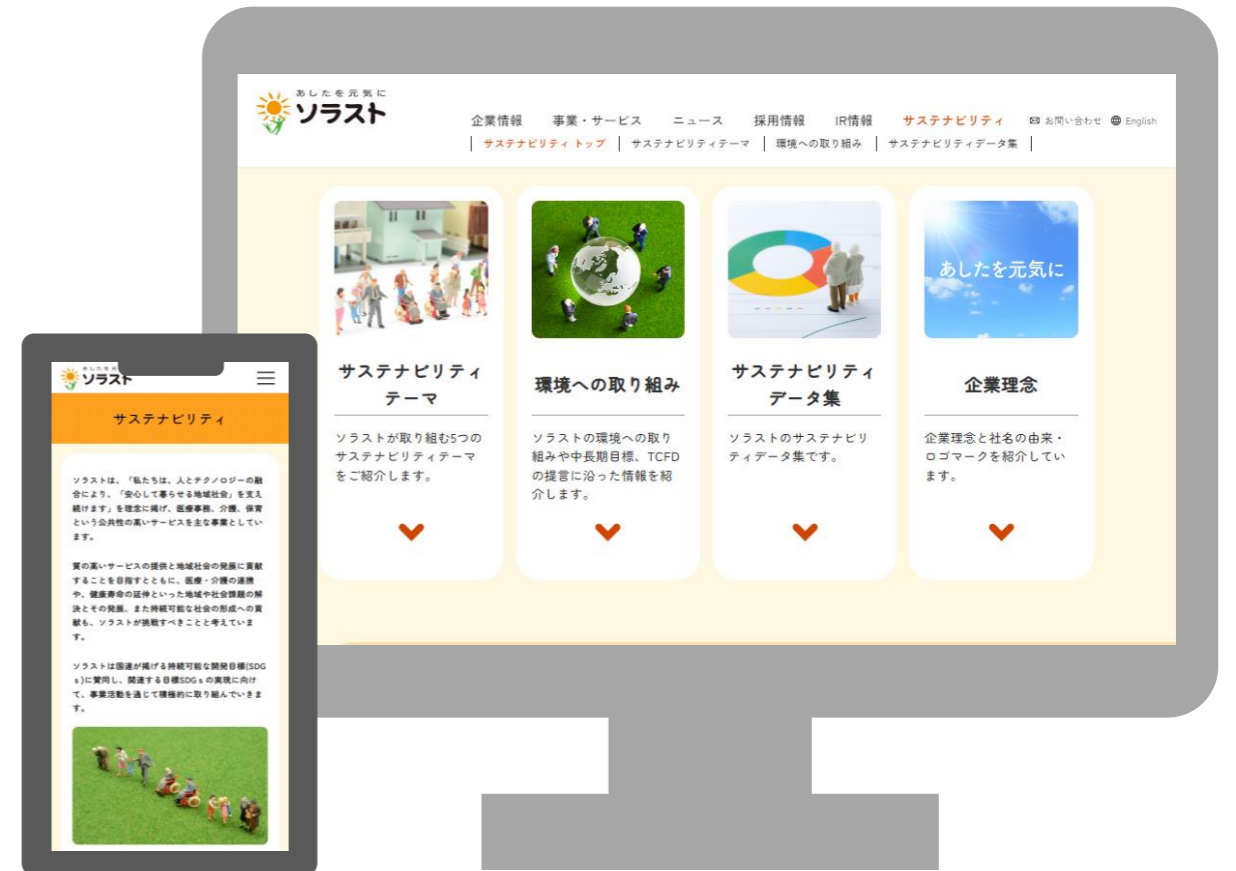 あしたを元気に
ソラスト
企業情報 事業・サービス ニュース 採用情報 IR情報 サステナビリティ お問い合わせ English
サステナビリティ トップ サステナビリティテーマ 環境への取り組み サステナビリティデータ集
あしたを元気に
サステナビリティ
テーマ
ソラストが取り組む5つの
サステナビリティテーマ
をご紹介します。
環境への取り組み
ソラストの環境への取り
組みや中長期目標、TCFD
の提言に沿った情報を紹
介します。
サステナビリティ
データ集
ソラストのサステナビリ
ティデータ集です。
企業理念
企業理念と社名の由来・
ロゴマークを紹介してい
ます。
ソラスト
サステナビリティ
ソラストは、「私たちは、人とテクノロジーの融
合により、「安心して暮らせる地域社会」を支え
続けます」を理念に掲げ、医療事務、介護、保育
という公共性の高いサービスを主な事業としてい
ます。
質の高いサービスの提供と地域社会の発展に貢献
することを目指すとともに、医療・介護の連携
や、健康寿命の延伸といった地域や社会課題の解
決とその発展、また持続可能な社会の形成への貢
献も、ソラストが挑戦すべきことと考えていま
す。
ソラストは国連が掲げる持続可能な開発目標(SDG
s)に賛同し、関連する目標SDGsの実現に向け
て、事業活動を通じて積極的に取り組んでいきま
す。